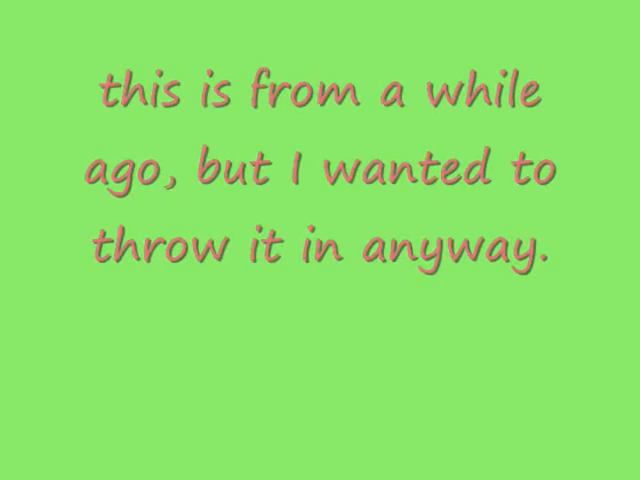 this is from a while
ago, but I wanted to
throw it in anyway.